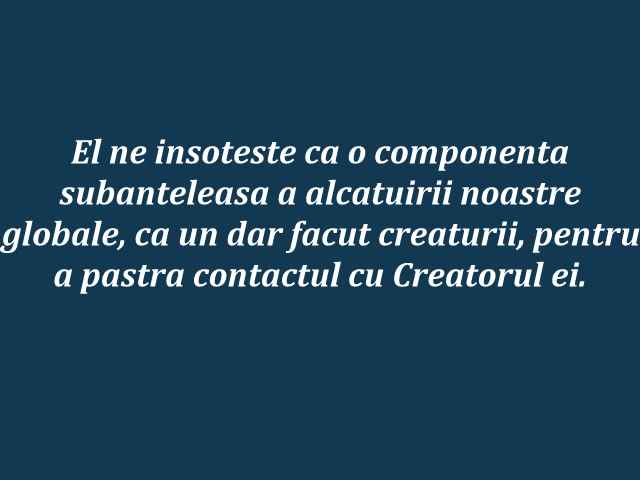 El ne insoteste ca o componenta
subanteleasa a alcatuirii noastre
globale, ca un dar facut creaturii, pentru
a pastra contactul cu Creatorul ei.